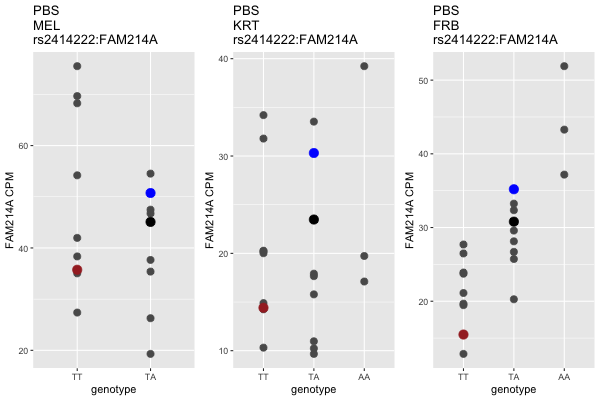 PBS
MEL
rs2414222:FAM214A
FAM214A CPM
60
40
20
TT
TA
genotype
PBS
KRT
rs2414222:FAM214A
FAM214A CPM
40
30
20
10
TT
TA
AA
genotype
PBS
FRB
rs2414222:FAM214A
FAM214A CPM
50
40
30
20
TT
TA
AA
genotype